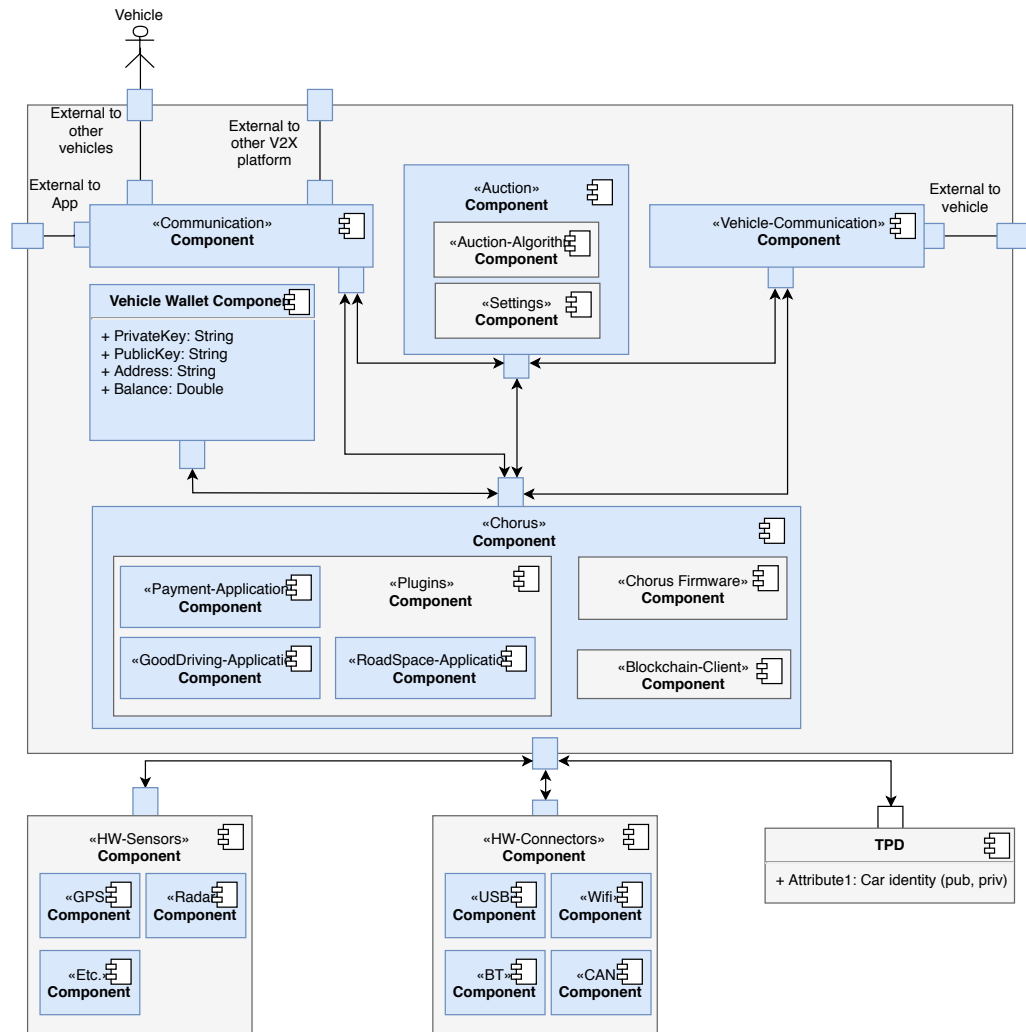 Vehicle
External to
other
vehicles
External to
other V2X
platform
External to
App
«Communication»
Component
«Auction»
Component
«Auction-Algorith
Component
«Settings»
Component
«Vehicle-Communication»
Component
External to
vehicle
Vehicle Wallet Componen
+ PrivateKey: String
+ PublicKey: String
+ Address: String
+ Balance: Double
«Chorus»
Component
«Payment-Application
Component
«Plugins»
Component
«Chorus Firmware»
Component
«GoodDriving-Applicatio
Component
«RoadSpace-Applicatio
Component
«Blockchain-Client»
Component
«HW-Sensors»
Component
«GPS
Component
«Radar
Component
«Etc.»
Component
«HW-Connectors»
Component
«USB
Component
«Wifi»
Component
«BT»
Component
«CAN
Component
TPD
+ Attribute1: Car identity (pub, priv)